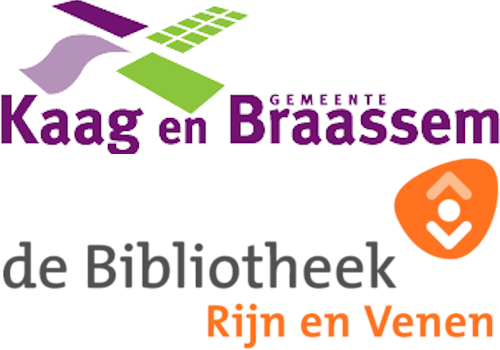 GEMEENTE
Kaag en Braassem
de Bibliotheek
Rijn en Venen